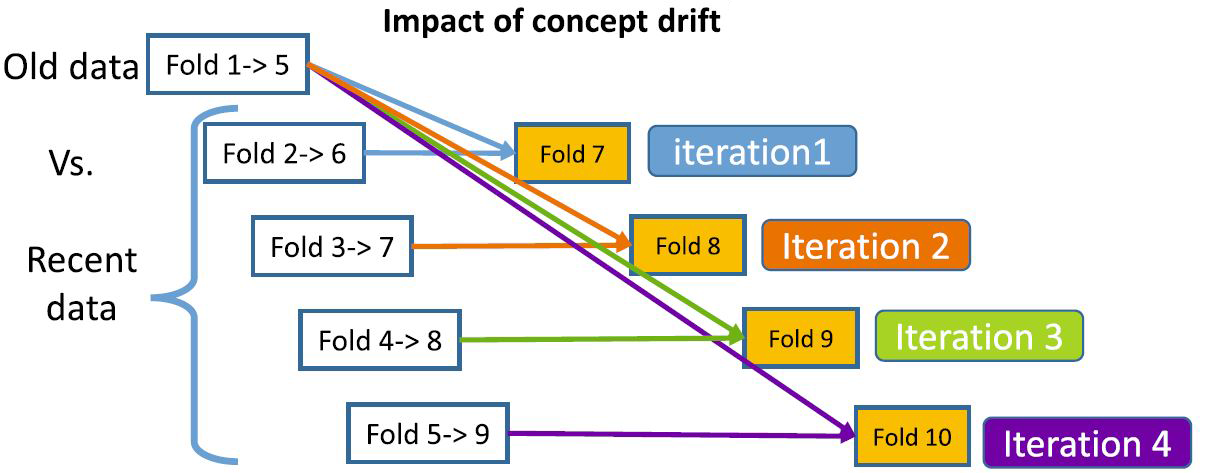 Impact of concept drift
Old data
Fold 1-> 5
Vs.
Fold 2-> 6
Fold 7
iteration1
Recent
data
Fold 3-> 7
Fold 8
Iteration 2
Fold 4-> 8
Fold 9
Iteration 3
Fold 5-> 9
Fold 10
Iteration 4